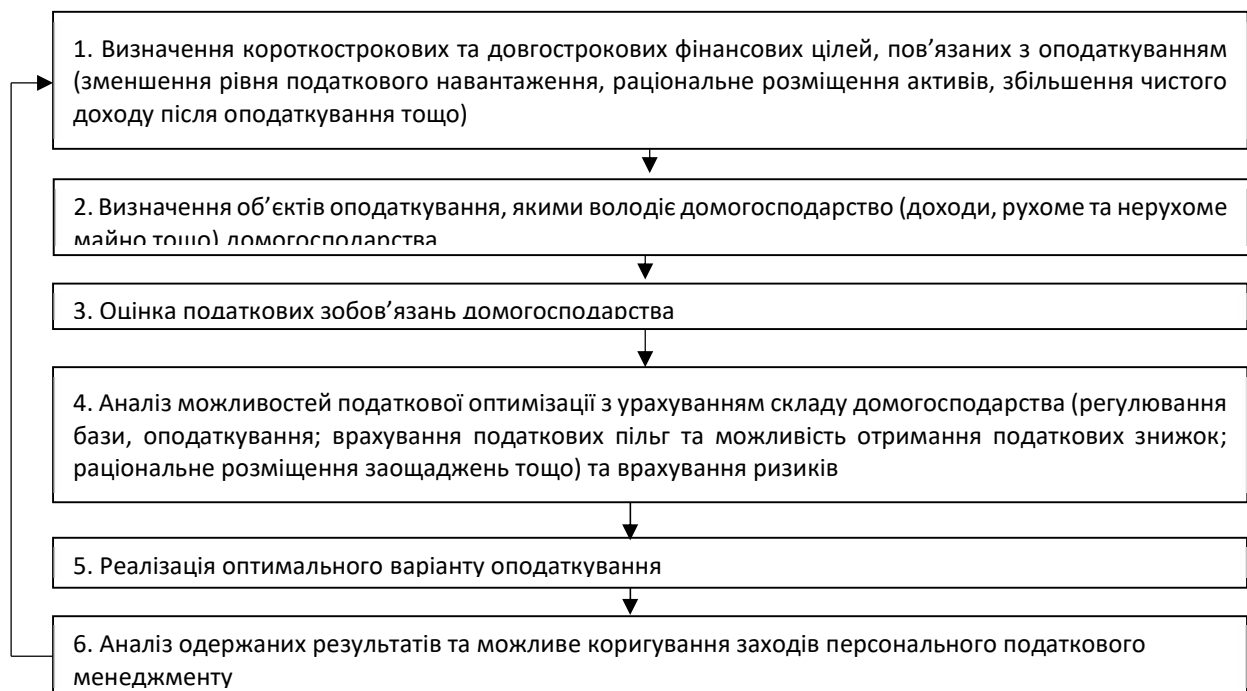 1. Визначення короткострокових та довгострокових фінансових цілей, пов’язаних з оподаткуванням
(зменшення рівня податкового навантаження, раціональне розміщення активів, збільшення чистого
доходу після оподаткування тощо)
2. Визначення об’єктів оподаткування, якими володіє домогосподарство (доходи, рухоме та нерухоме
майно тощо) домогосподарства
3. Оцінка податкових зобов’язань домогосподарства
4. Аналіз можливостей податкової оптимізації з урахуванням складу домогосподарства (регулювання
бази, оподаткування; врахування податкових пільг та можливість отримання податкових знижок;
раціональне розміщення заощаджень тощо) та врахування ризиків
5. Реалізація оптимального варіанту оподаткування
6. Аналіз одержаних результатів та можливе коригування заходів персонального податкового
менеджменту